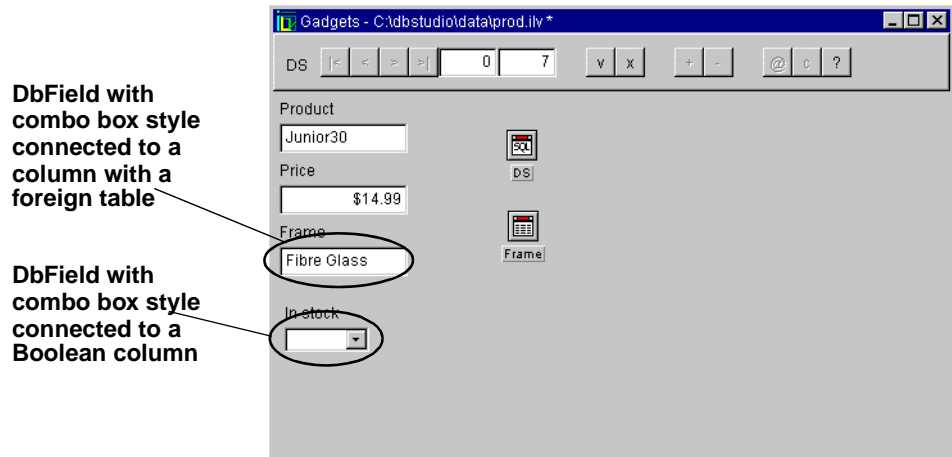 Gadgets - C:\dbstudio\data\prod.ilv *
DS |< < > >| 0 7 v x + - @ c ?
DbField with
combo box style
connected to a
column with a
foreign table
Product
Junior30
SQL
DS
Price
$14.99
Frame
Fibre Glass
Frame
DbField with
combo box style
connected to a
Boolean column
In stock